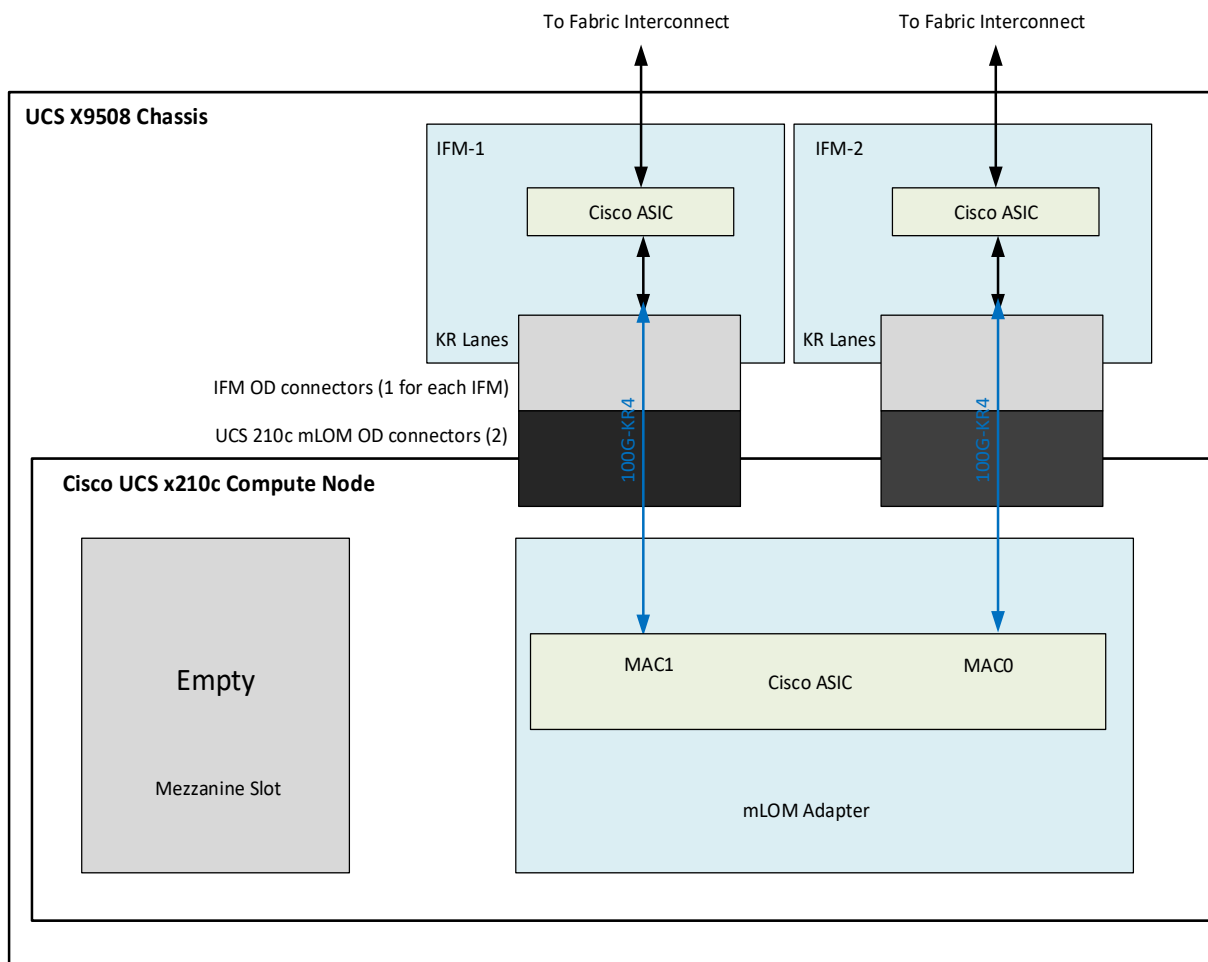 To Fabric Interconnect
To Fabric Interconnect
UCS X9508 Chassis
IFM-1
IFM-2
Cisco ASIC
Cisco ASIC
KR Lanes
KR Lanes
IFM OD connectors (1 for each IFM)
UCS 210c mLOM OD connectors (2)
100G-KR4
100G-KR4
Cisco UCS x210c Compute Node
Empty
Mezzanine Slot
MAC1
MAC0
Cisco ASIC
mLOM Adapter